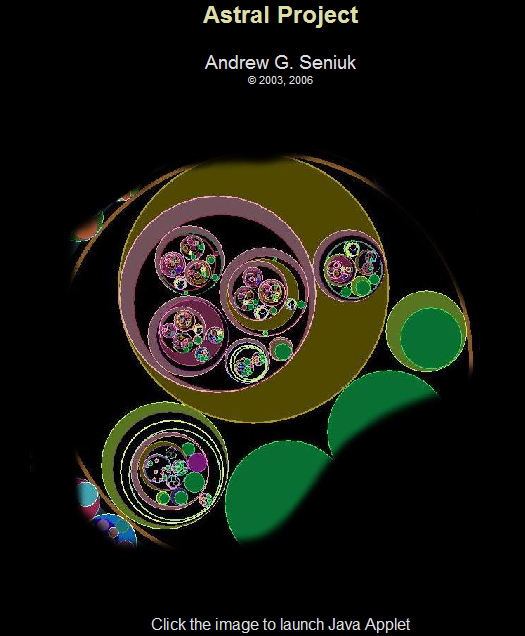 Astral Project
Andrew G. Seniuk
© 2003, 2006
Click the image to launch Java Applet